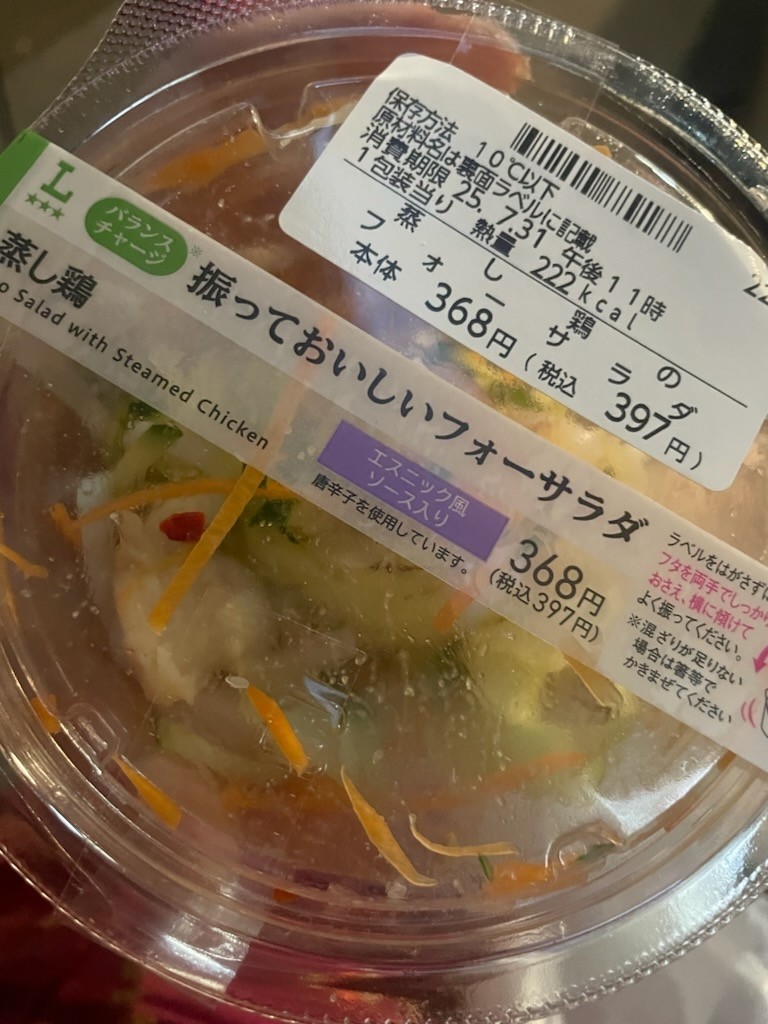 保存方法 10℃以下
原材料名は裏面ラベルに記載
消費期限 25.7.31 午後11時
1包装当り 熱量 222kcal
蒸し鶏の
フォーサラダ
本体 368円(税込 397円)
22
L
バランス
チャージ
※
蒸し鶏
振っておいしいフォーサラダ
o Salad with Steamed Chicken
エスニック風
ソース入り
唐辛子を使用しています。
368円
(税込397円)
ラベルをはがさずに
フタを両手でしっかり
おさえ、横に傾けて
よく振ってください。
※混ざりが足りない
場合は箸等で
かきまぜてください